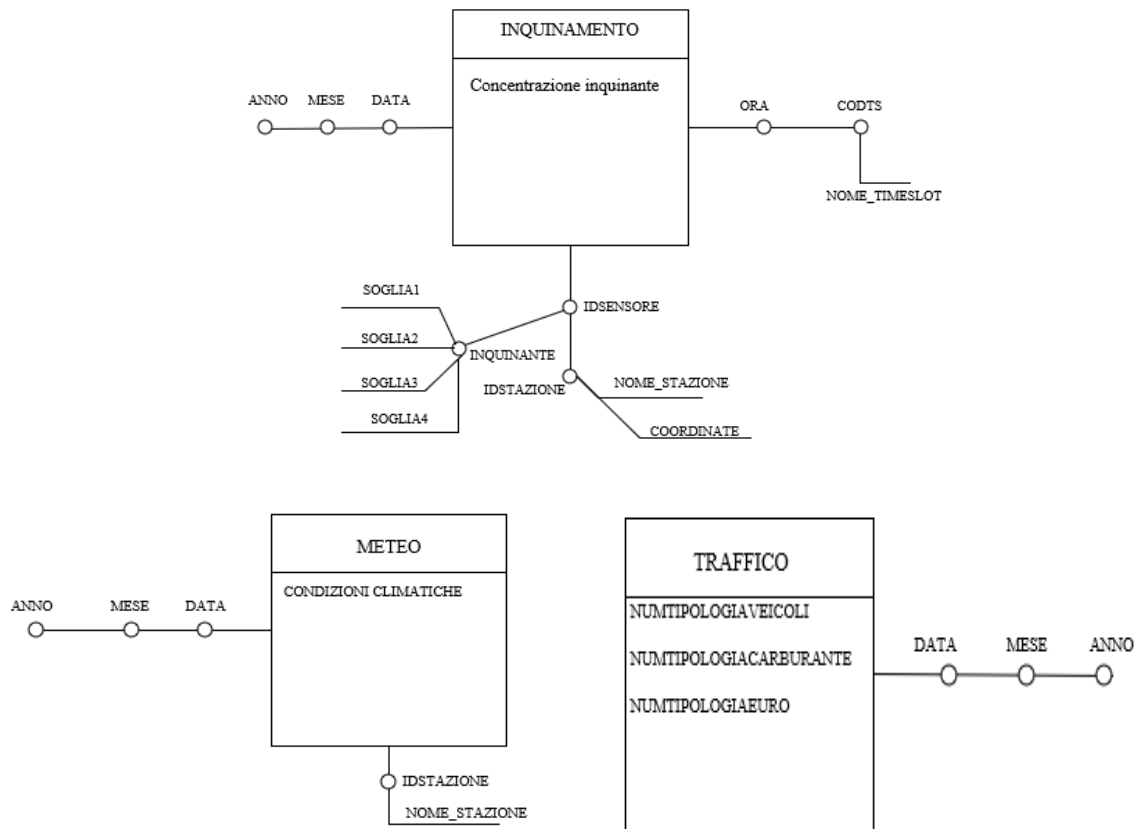 INQUINAMENTO
Concentrazione inquinante
ANNO MESE DATA
ORA CODTS
NOME_TIMESLOT
SOGLIA1
SOGLIA2
SOGLIA3
SOGLIA4
IDSENSORE
INQUINANTE
IDSTAZIONE
NOME_STAZIONE
COORDINATE
METEO
CONDIZIONI CLIMATICHE
ANNO MESE DATA
IDSTAZIONE
NOME_STAZIONE
TRAFFICO
NUMTIPOLOGIAVEICOLI
NUMTIPOLOGIACARBURANTE
NUMTIPOLOGIAEURO
DATA MESE ANNO